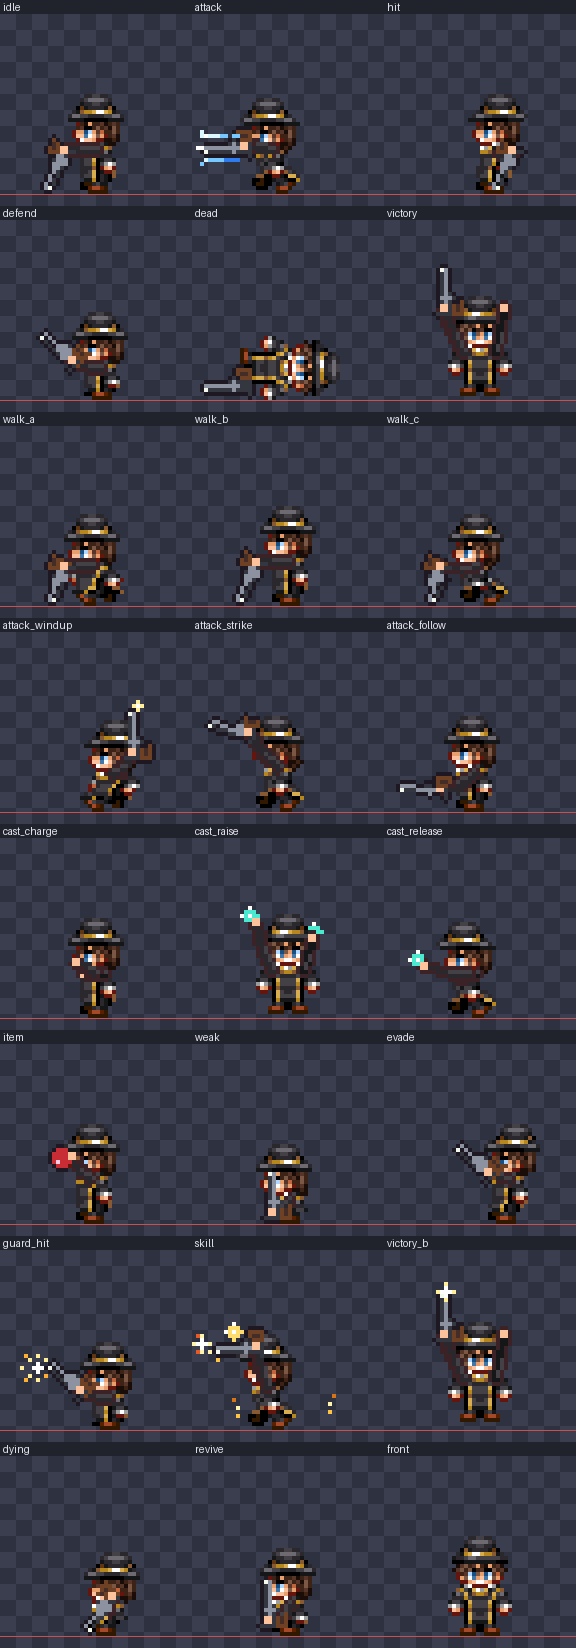 idle attack hit
defend dead victory
walk_a walk_b walk_c
attack_windup attack_strike attack_follow
cast_charge cast_raise cast_release
item weak evade
guard_hit skill victory_b
dying revive front